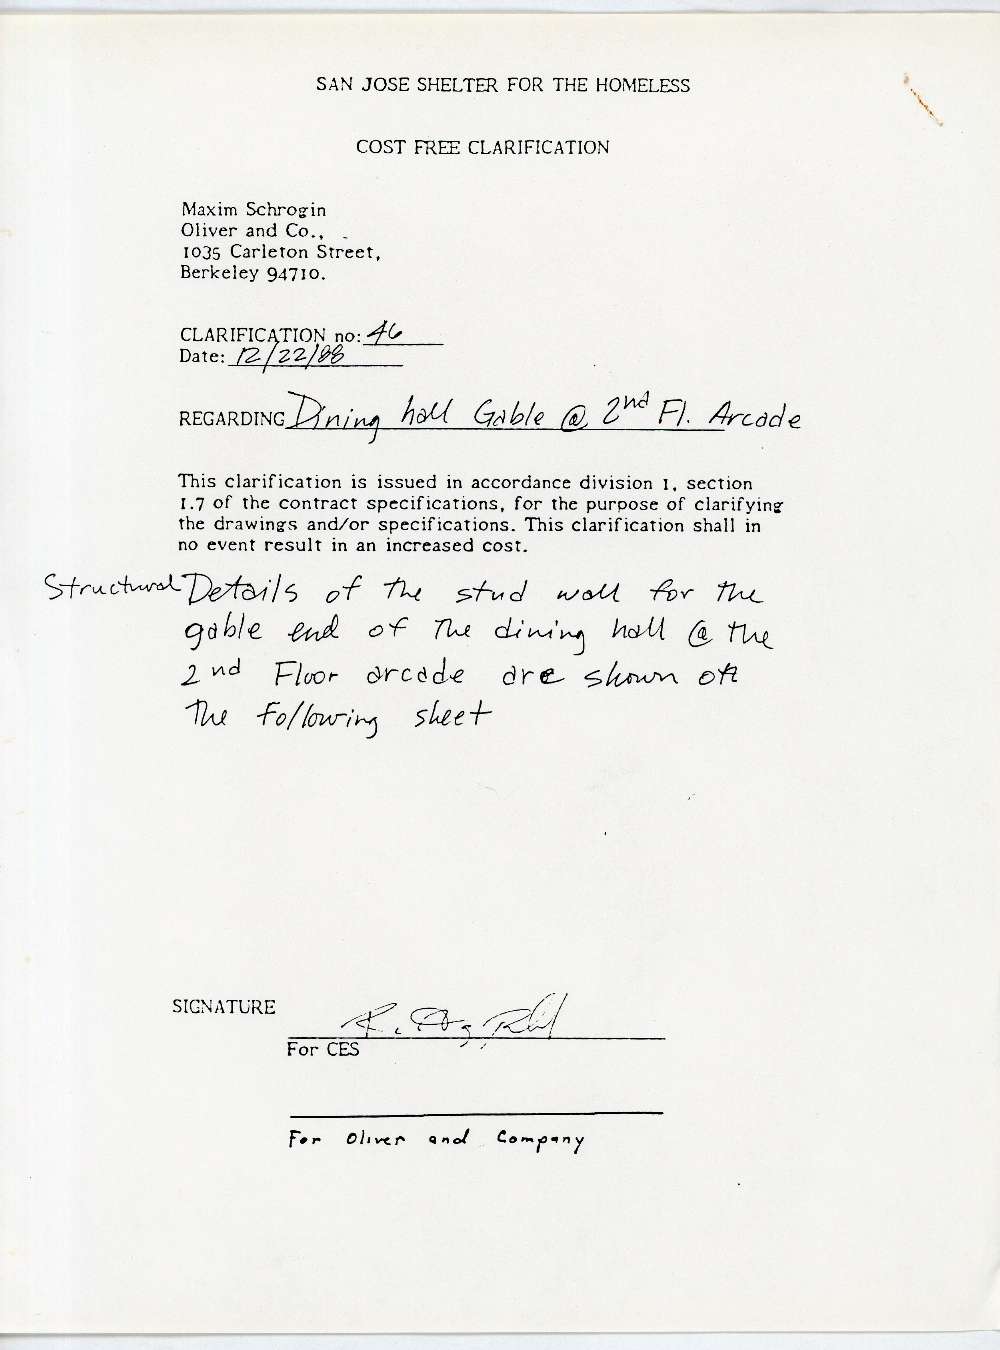 SAN JOSE SHELTER FOR THE HOMELESS
COST FREE CLARIFICATION
Maxim Schrogin
Oliver and Co.,
1035 Carleton Street,
Berkeley 94710.
CLARIFICATION no: 46
Date: 12/22/88
REGARDING Dining hall Gable @ 2nd Fl. Arcade
This clarification is issued in accordance division 1, section
1.7 of the contract specifications, for the purpose of clarifying
the drawings and/or specifications. This clarification shall in
no event result in an increased cost.
Structural Details of the stud wall for the
gable end of The dining hall @ the
2nd Floor arcade are shown on
The following sheet
SIGNATURE
For CES
For Oliver and Company